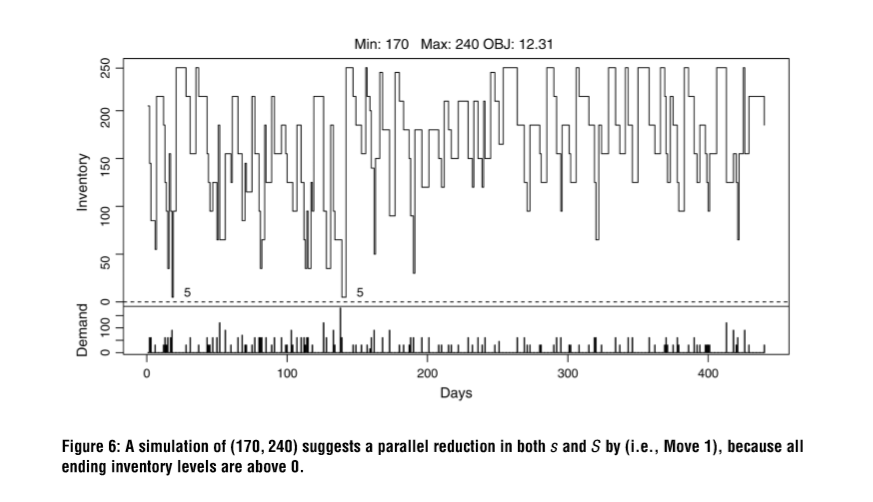 Min: 170 Max: 240 OBJ: 12.31
250
200
150
100
50
0
Inventory
5
5
100
0
Demand
0
100
200
300
400
Days
Figure 6: A simulation of (170, 240) suggests a parallel reduction in both s and S by (i.e., Move 1), because all
ending inventory levels are above 0.